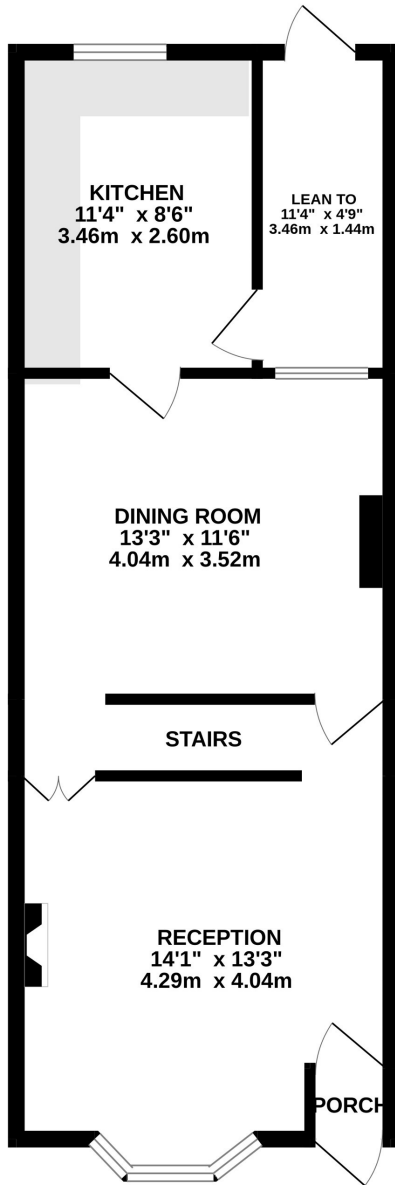 KITCHEN
11'4" x 8'6"
3.46m x 2.60m
LEAN TO
11'4" x 4'9"
3.46m x 1.44m
DINING ROOM
13'3" x 11'6"
4.04m x 3.52m
STAIRS
RECEPTION
14'1" x 13'3"
4.29m x 4.04m
PORCH